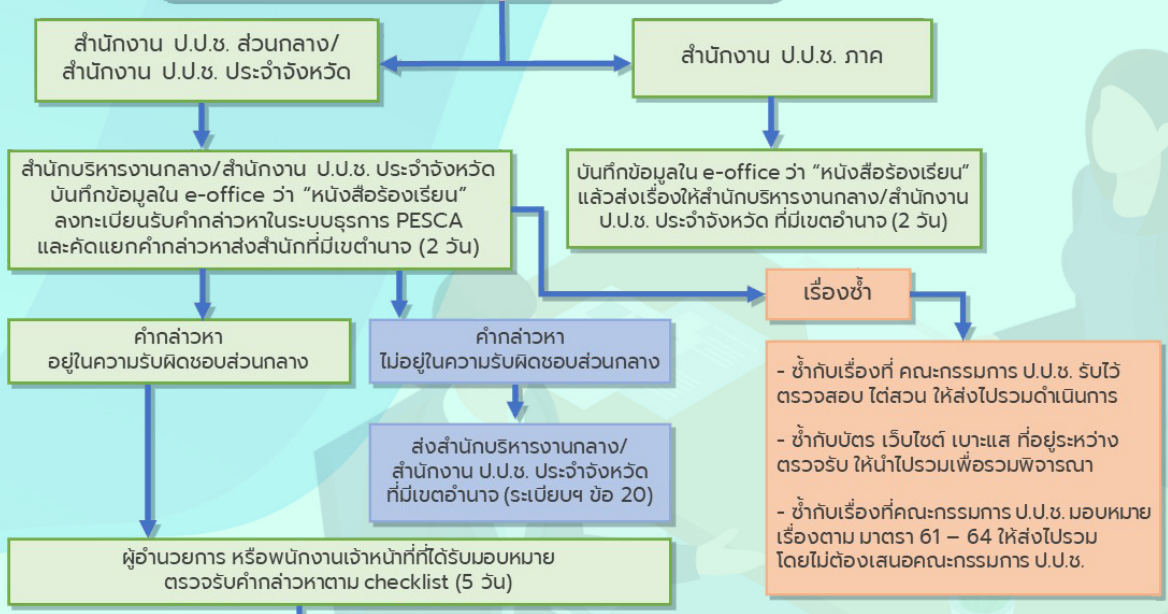 สำนักงาน ป.ป.ช. ส่วนกลาง/
สำนักงาน ป.ป.ช. ประจำจังหวัด
สำนักงาน ป.ป.ช. ภาค
สำนักบริหารงานกลาง/สำนักงาน ป.ป.ช. ประจำจังหวัด
บันทึกข้อมูลใน e-office ว่า “หนังสือร้องเรียน”
ลงทะเบียนรับคำกล่าวหาในระบบธุรการ PESCA
และคัดแยกคำกล่าวหาส่งสำนักที่มีเขตำนาจ (2 วัน)
บันทึกข้อมูลใน e-office ว่า “หนังสือร้องเรียน”
แล้วส่งเรื่องให้สำนักบริหารงานกลาง/สำนักงาน
ป.ป.ช. ประจำจังหวัด ที่มีเขตอำนาจ (2 วัน)
เรื่องซ้ำ
คำกล่าวหา
อยู่ในความรับผิดชอบส่วนกลาง
คำกล่าวหา
ไม่อยู่ในความรับผิดชอบส่วนกลาง
- ซ้ำกับเรื่องที่ คณะกรรมการ ป.ป.ช. รับไว้
ตรวจสอบ ไต่สวน ให้ส่งไปรวมดำเนินการ
- ซ้ำกับบัตร เว็บไซต์ เบาะแส ที่อยู่ระหว่าง
ตรวจรับ ให้นำไปรวมเพื่อรวมพิจารณา
- ซ้ำกับเรื่องที่คณะกรรมการ ป.ป.ช. มอบหมาย
เรื่องตาม มาตรา 61 – 64 ให้ส่งไปรวม
โดยไม่ต้องเสนอคณะกรรมการ ป.ป.ช.
ส่งสำนักบริหารงานกลาง/
สำนักงาน ป.ป.ช. ประจำจังหวัด
ที่มีเขตอำนาจ (ระเบียบฯ ข้อ 20)
ผู้อำนวยการ หรือพนักงานเจ้าหน้าที่ที่ได้รับมอบหมาย
ตรวจรับคำกล่าวหาตาม checklist (5 วัน)